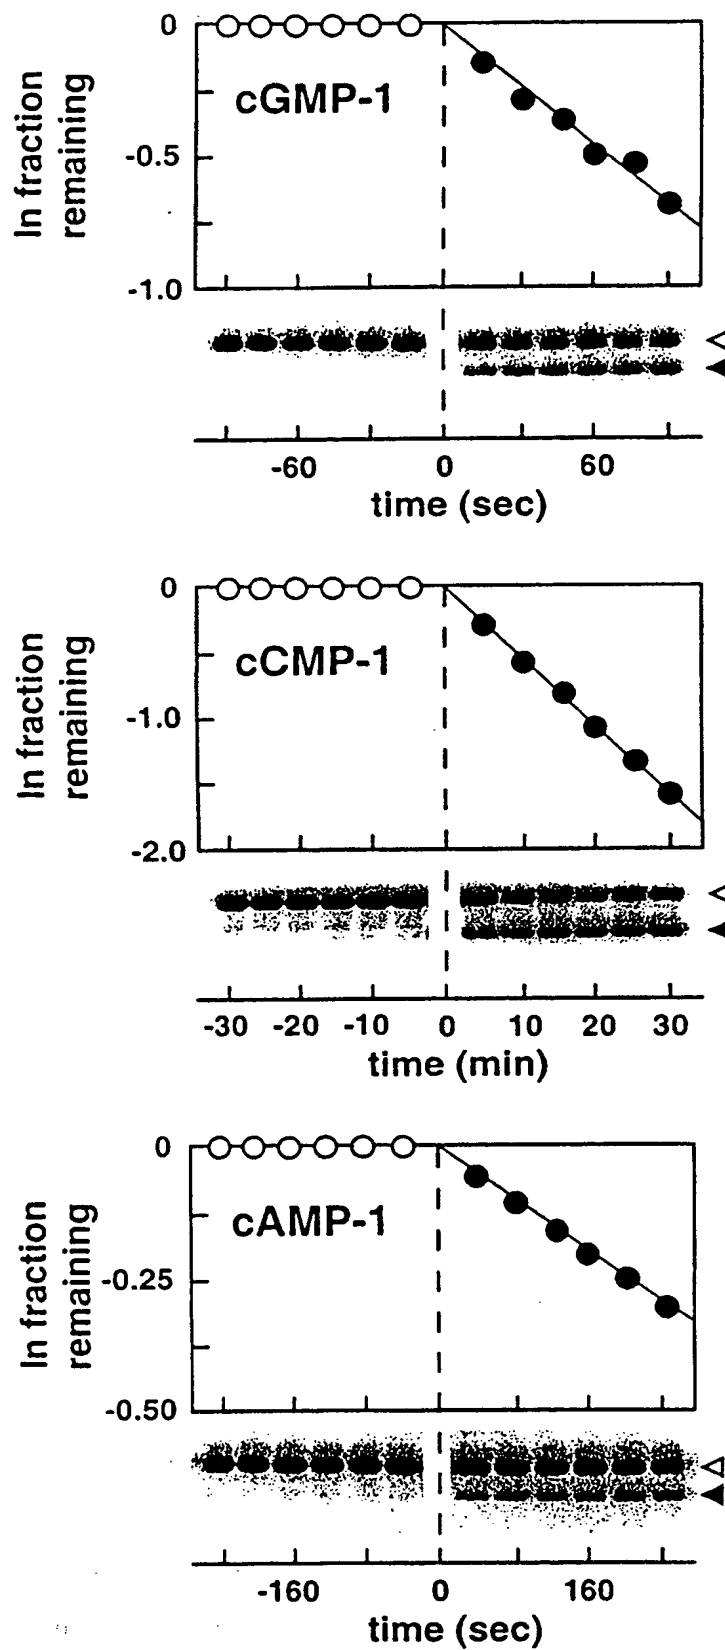 0
cGMP-1
-0.5
-1.0
ln fraction
remaining
-60 0 60
time (sec)
0
cCMP-1
-1.0
-2.0
ln fraction
remaining
-30 -20 -10 0 10 20 30
time (min)
0
cAMP-1
-0.25
-0.50
ln fraction
remaining
-160 0 160
time (sec)